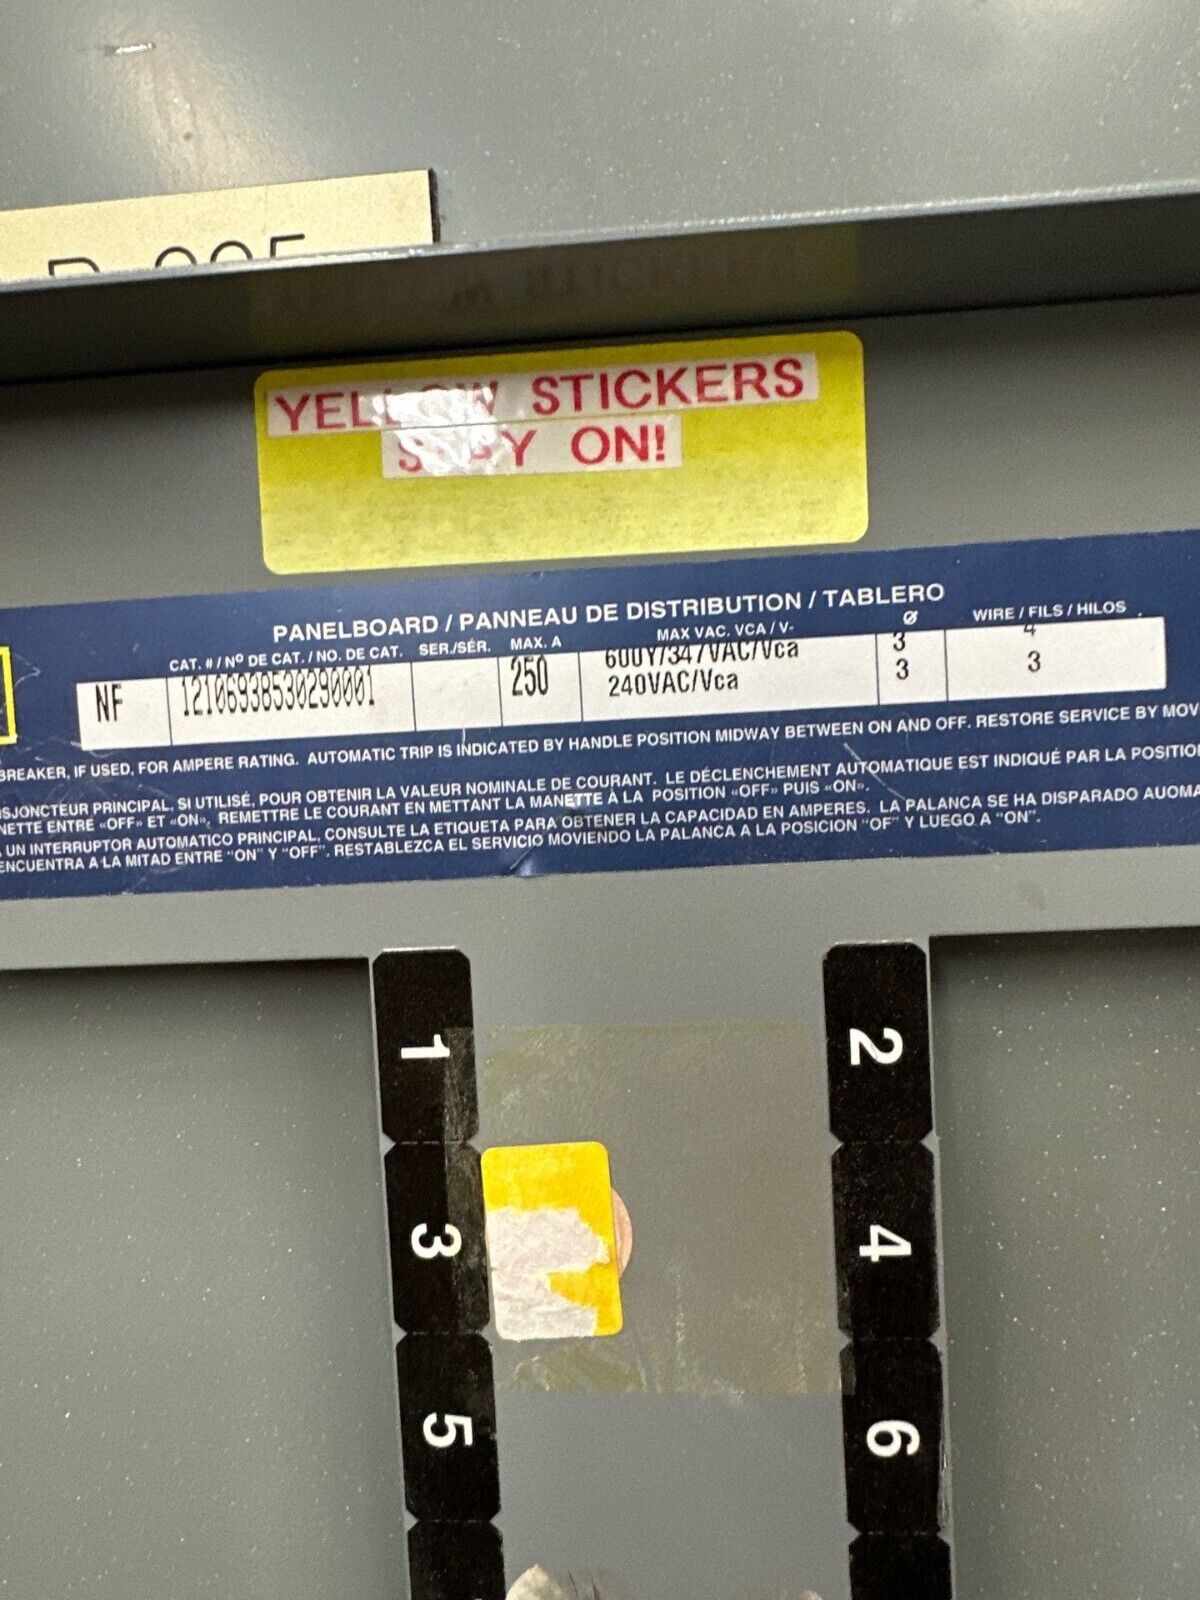 YELLOW STICKERS
STAY ON!
PANELBOARD / PANNEAU DE DISTRIBUTION / TABLERO
CAT. # / Nº DE CAT. / NO. DE CAT. SER./SÉR. MAX. A MAX VAC, VCA / V~ Ø WIRE / FILS / HILOS
NF 12106938530290001 250 600Y/347VAC/Vca 3 4
240VAC/Vca 3 3
BREAKER, IF USED, FOR AMPERE RATING. AUTOMATIC TRIP IS INDICATED BY HANDLE POSITION MIDWAY BETWEEN ON AND OFF. RESTORE SERVICE BY MOV
SJONCTEUR PRINCIPAL, SI UTILISÉ, POUR OBTENIR LA VALEUR NOMINALE DE COURANT. LE DÉCLENCHEMENT AUTOMATIQUE EST INDIQUÉ PAR LA POSITIO
NETTE ENTRE «OFF» ET «ON». REMETTRE LE COURANT EN METTANT LA MANETTE À LA POSITION «OFF» PUIS «ON».
UN INTERRUPTOR AUTOMATICO PRINCIPAL, CONSULTE LA ETIQUETA PARA OBTENER LA CAPACIDAD EN AMPERES. LA PALANCA SE HA DISPARADO AUOMA
ENCUENTRA A LA MITAD ENTRE "ON" Y "OFF". RESTABLEZCA EL SERVICIO MOVIENDO LA PALANCA A LA POSICION "OF" Y LUEGO A "ON".
1 2
3 4
5 6